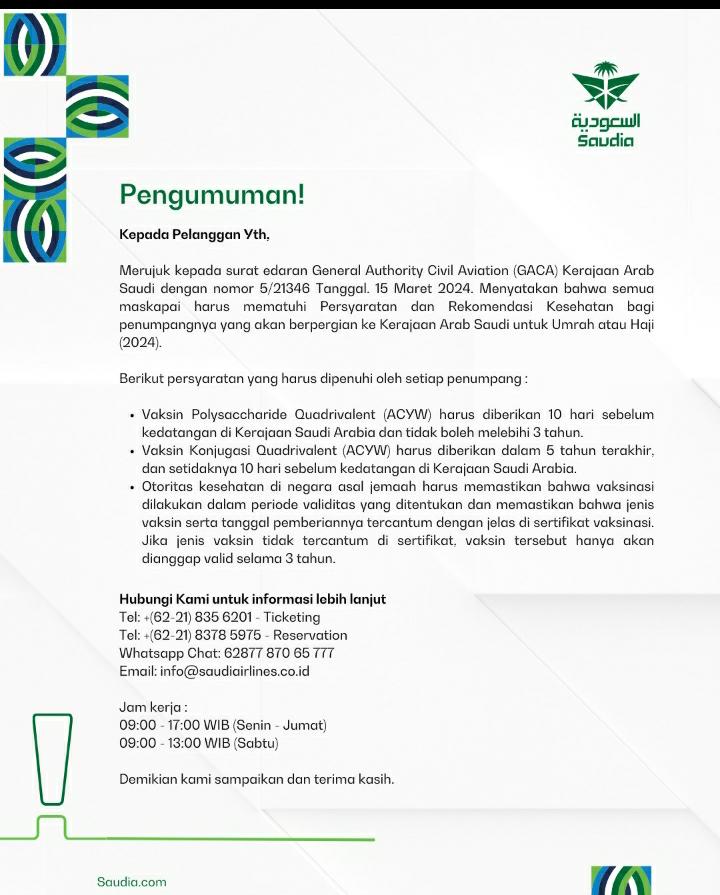 السعودية
Saudia
Pengumuman!
Kepada Pelanggan Yth,
Merujuk kepada surat edaran General Authority Civil Aviation (GACA) Kerajaan Arab
Saudi dengan nomor 5/21346 Tanggal. 15 Maret 2024. Menyatakan bahwa semua
maskapai harus mematuhi Persyaratan dan Rekomendasi Kesehatan bagi
penumpangnya yang akan berpergian ke Kerajaan Arab Saudi untuk Umrah atau Haji
(2024).
Berikut persyaratan yang harus dipenuhi oleh setiap penumpang :
• Vaksin Polysaccharide Quadrivalent (ACYW) harus diberikan 10 hari sebelum
kedatangan di Kerajaan Saudi Arabia dan tidak boleh melebihi 3 tahun.
• Vaksin Konjugasi Quadrivalent (ACYW) harus diberikan dalam 5 tahun terakhir,
dan setidaknya 10 hari sebelum kedatangan di Kerajaan Saudi Arabia.
• Otoritas kesehatan di negara asal jemaah harus memastikan bahwa vaksinasi
dilakukan dalam periode validitas yang ditentukan dan memastikan bahwa jenis
vaksin serta tanggal pemberiannya tercantum dengan jelas di sertifikat vaksinasi.
Jika jenis vaksin tidak tercantum di sertifikat, vaksin tersebut hanya akan
dianggap valid selama 3 tahun.
Hubungi Kami untuk informasi lebih lanjut
Tel: +(62-21) 835 6201 - Ticketing
Tel: +(62-21) 8378 5975 - Reservation
Whatsapp Chat: 62877 870 65 777
Email: info@saudiairlines.co.id
Jam kerja :
09:00 - 17:00 WIB (Senin - Jumat)
09:00 - 13:00 WIB (Sabtu)
Demikian kami sampaikan dan terima kasih.
Saudia.com